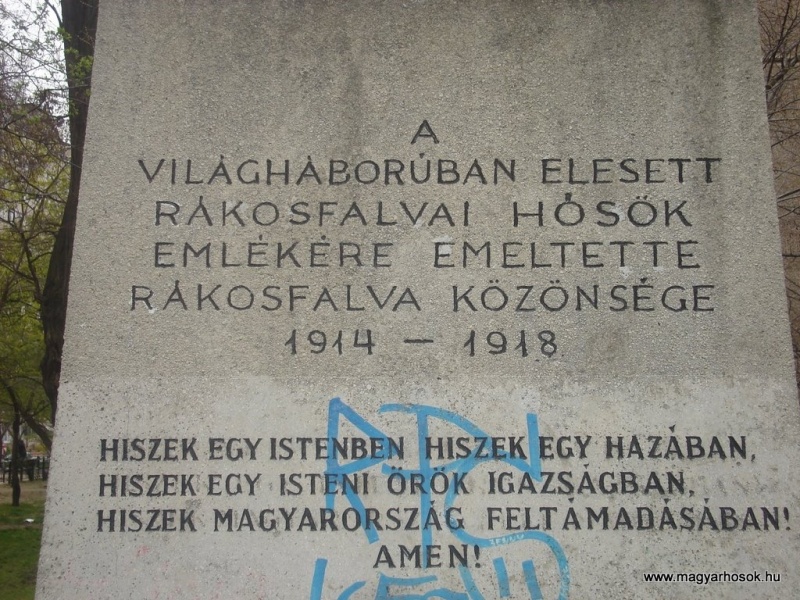 A
VILÁGHÁBORÚBAN ELESETT
RÁKOSFALVAI HŐSÖK
EMLÉKÉRE EMELTETTE
RÁKOSFALVA KÖZÖNSÉGE
1914 – 1918
HISZEK EGY ISTENBEN HISZEK EGY HAZÁBAN,
HISZEK EGY ISTENI ÖRÖK IGAZSÁGBAN,
HISZEK MAGYARORSZÁG FELTÁMADÁSÁBAN!
AMEN!
www.magyarhosok.hu